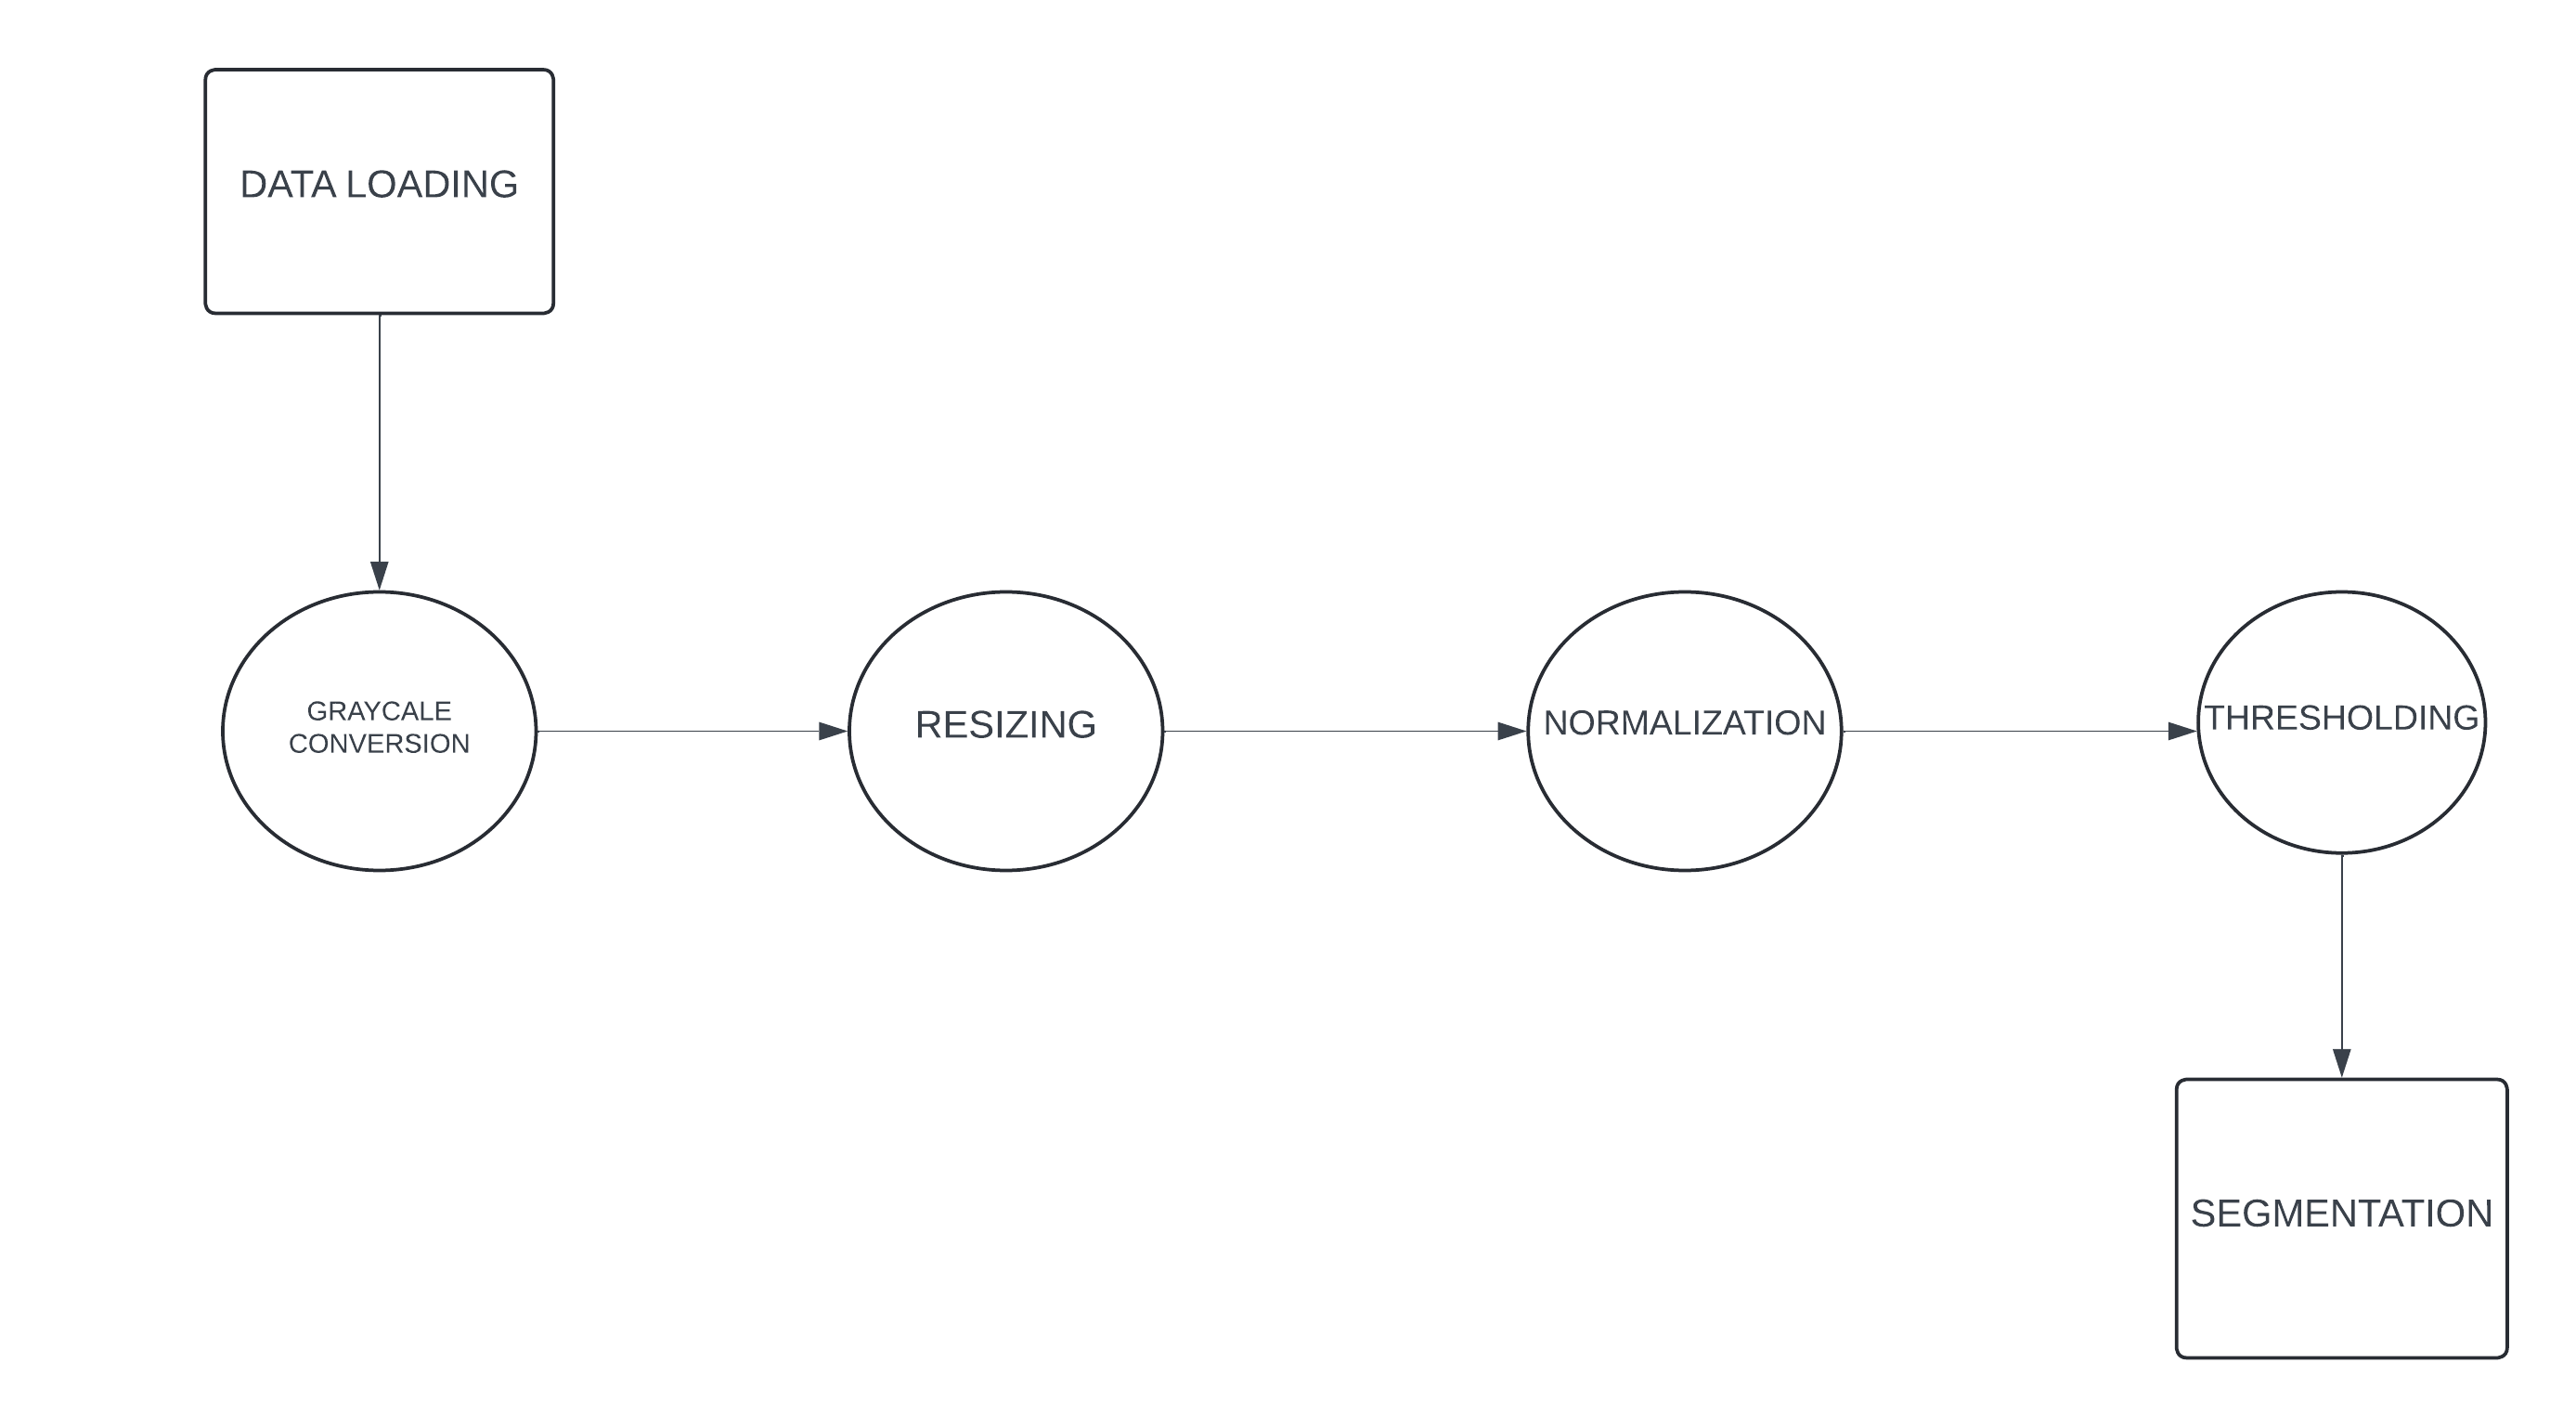 DATA LOADING
GRAYCALE
CONVERSION
RESIZING
NORMALIZATION
THRESHOLDING
SEGMENTATION